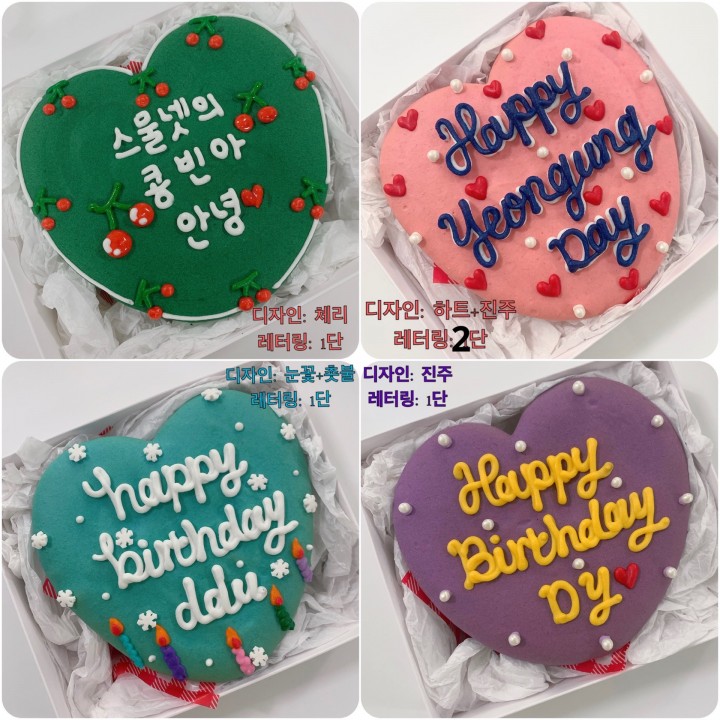 스울넷의
콩빈아
안녕
디자인: 체리
레터링: 1단
Happy
Yeongung
Day
디자인: 하트+진주
레터링: 2단
happy
birthday
ddu
디자인: 눈꽃+촛불
레터링: 1단
Happy
Birthday
DY
디자인: 진주
레터링: 1단